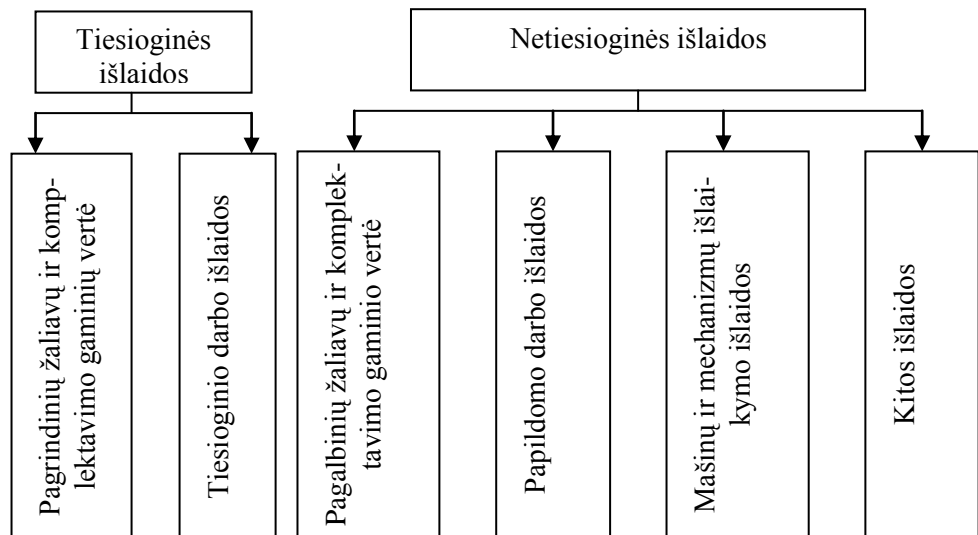 Tiesioginės
išlaidos
Netiesioginės išlaidos
Pagrindinių žaliavų ir komp-
lektavimo gaminių vertė
Tiesioginio darbo išlaidos
Pagalbinių žaliavų ir komplek-
tavimo gaminio vertė
Papildomo darbo išlaidos
Mašinų ir mechanizmų išlai-
kymo išlaidos
Kitos išlaidos